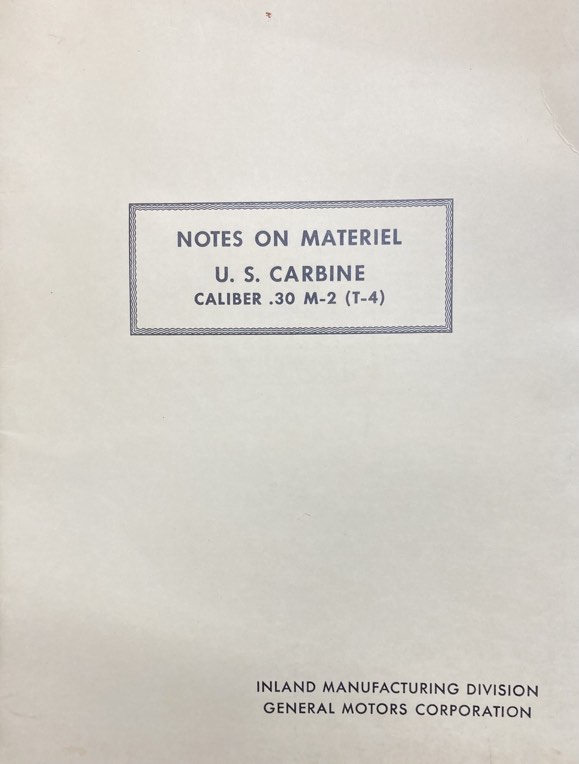 NOTES ON MATERIEL
U. S. CARBINE
CALIBER .30 M-2 (T-4)
INLAND MANUFACTURING DIVISION
GENERAL MOTORS CORPORATION